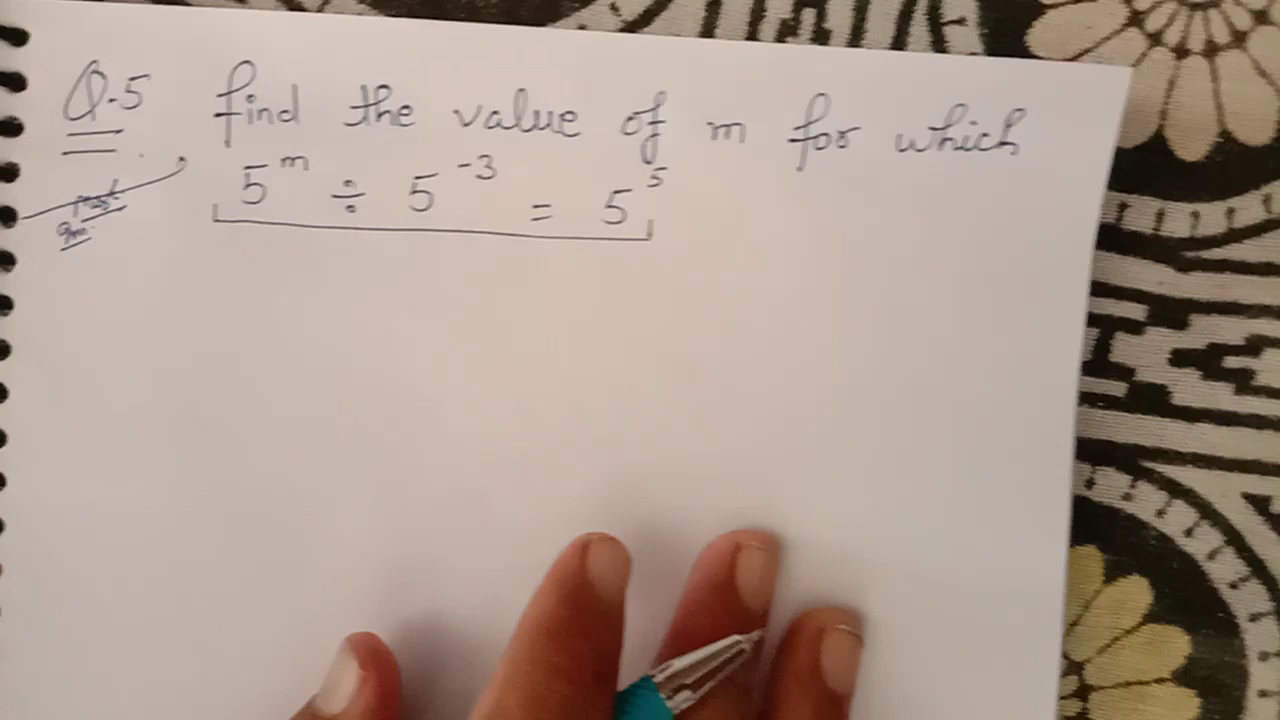 Q.5 find the value of m for which
5^m ÷ 5^-3 = 5^5